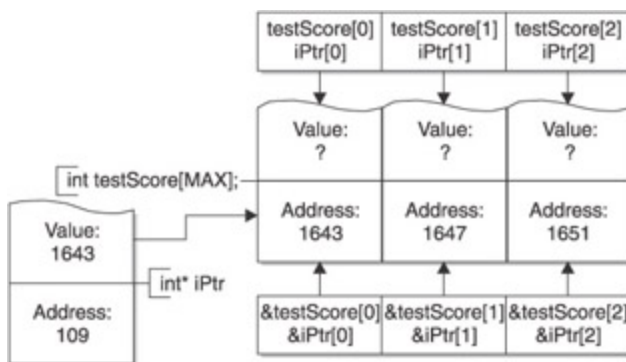 testScore[0] testScore[1] testScore[2]
iPtr[0] iPtr[1] iPtr[2]
Value: Value: Value:
? ? ?
int testScore[MAX];
Address: Address: Address:
1643 1647 1651
Value:
1643
int* iPtr
Address:
109
&testScore[0] &testScore[1] &testScore[2]
&iPtr[0] &iPtr[1] &iPtr[2]